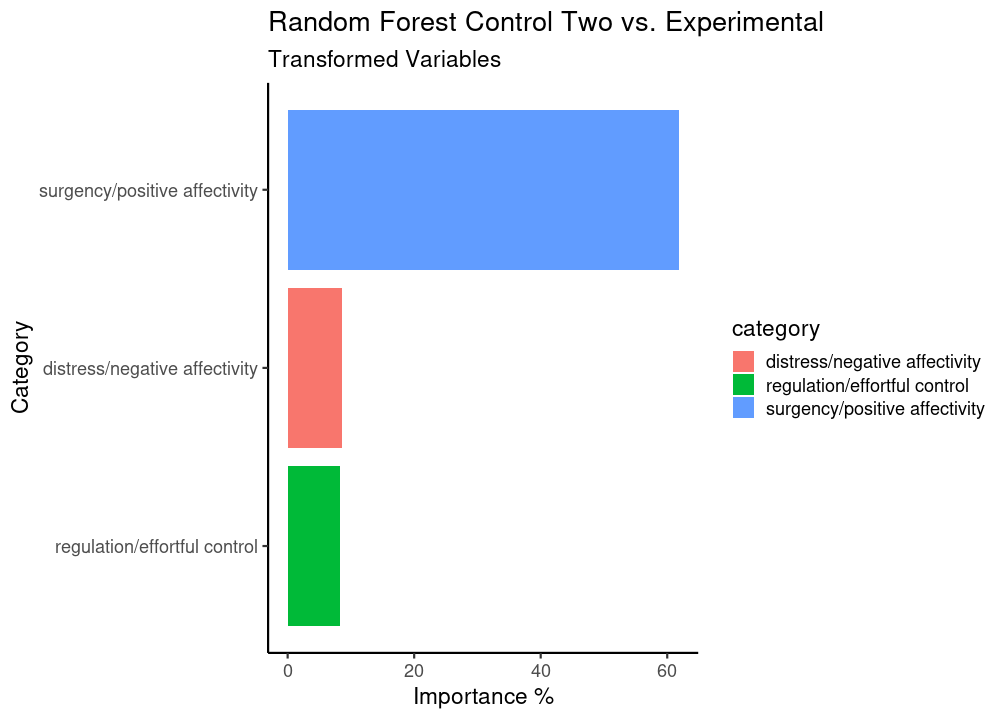 Random Forest Control Two vs. Experimental
Transformed Variables
surgency/positive affectivity
distress/negative affectivity
regulation/effortful control
Category
0 20 40 60
Importance %
category
distress/negative affectivity
regulation/effortful control
surgency/positive affectivity